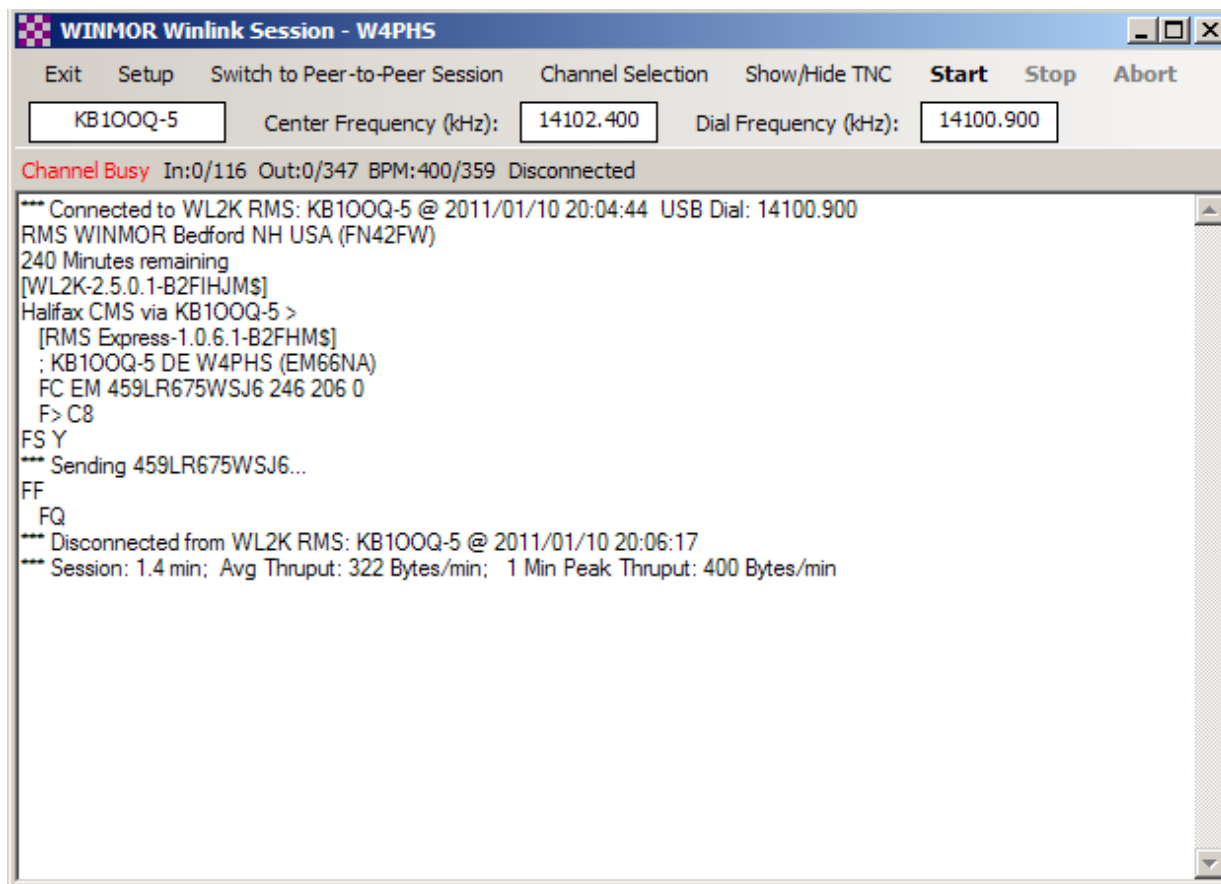 WINMOR Winlink Session - W4PHS
Exit Setup Switch to Peer-to-Peer Session Channel Selection Show/Hide TNC Start Stop Abort
KB1OOQ-5 Center Frequency (kHz): 14102.400 Dial Frequency (kHz): 14100.900
Channel Busy In:0/116 Out:0/347 BPM:400/359 Disconnected
*** Connected to WL2K RMS: KB1OOQ-5 @ 2011/01/10 20:04:44 USB Dial: 14100.900
RMS WINMOR Bedford NH USA (FN42FW)
240 Minutes remaining
[WL2K-2.5.0.1-B2FIHJM$]
Halifax CMS via KB1OOQ-5 >
[RMS Express-1.0.6.1-B2FHM$]
; KB1OOQ-5 DE W4PHS (EM66NA)
FC EM 459LR675WSJ6 246 206 0
F> C8
FS Y
*** Sending 459LR675WSJ6...
FF
FQ
*** Disconnected from WL2K RMS: KB1OOQ-5 @ 2011/01/10 20:06:17
*** Session: 1.4 min; Avg Thruput: 322 Bytes/min; 1 Min Peak Thruput: 400 Bytes/min